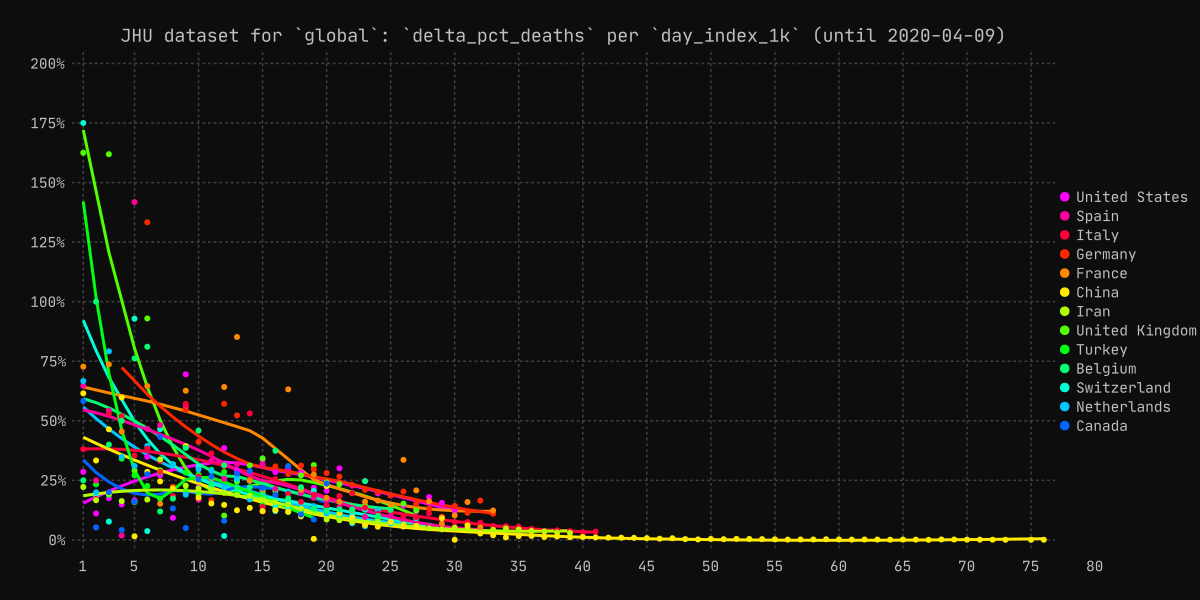 JHU dataset for `global`: `delta_pct_deaths` per `day_index_1k` (until 2020-04-09)
200%
175%
150%
125%
100%
75%
50%
25%
0%
1 5 10 15 20 25 30 35 40 45 50 55 60 65 70 75 80
United States
Spain
Italy
Germany
France
China
Iran
United Kingdom
Turkey
Belgium
Switzerland
Netherlands
Canada